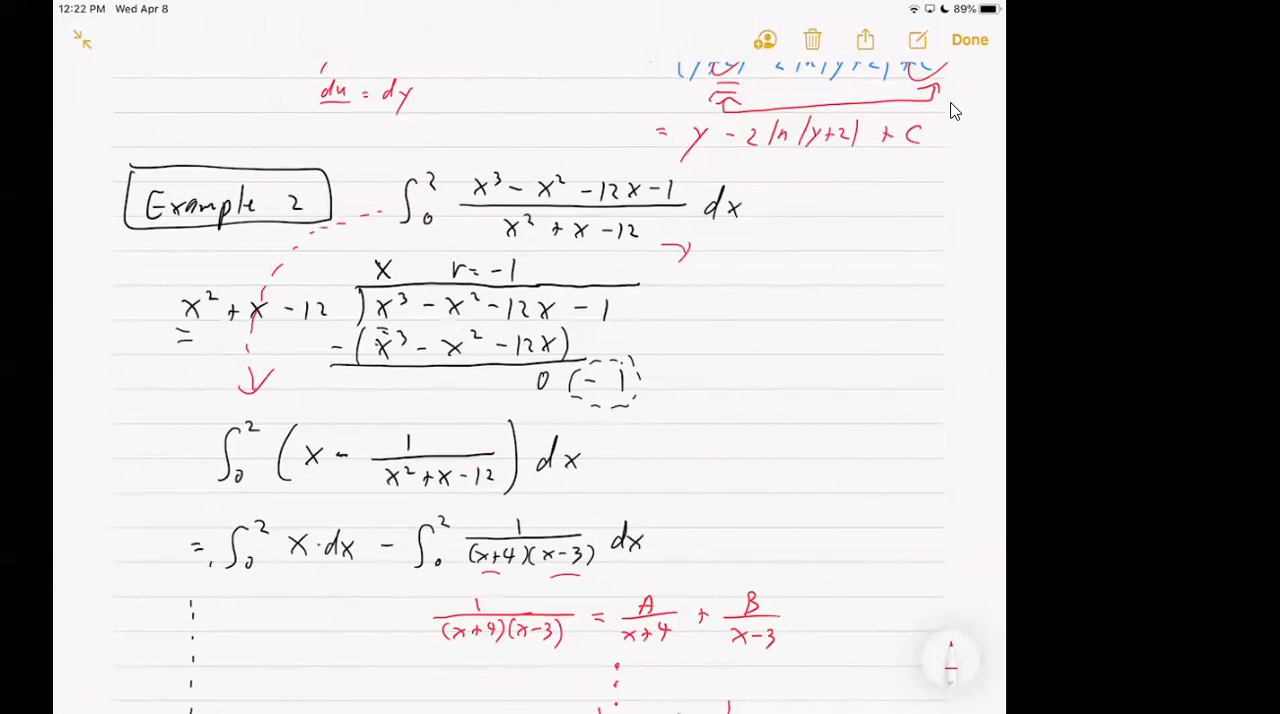 12:22 PM Wed Apr 8 89%
Done
du = dy
= y - 2 ln |y+2| + C
Example 2 ∫₀² (x³ - x² - 12x - 1)/(x² + x - 12) dx
x r = -1
x² + x - 12 ) x³ - x² - 12x - 1
- (x³ - x² - 12x)
0 (- 1)
∫₀² (x - 1/(x²+x-12)) dx
= ∫₀² x·dx - ∫₀² 1/((x+4)(x-3)) dx
1/((x+4)(x-3)) = A/(x+4) + B/(x-3)